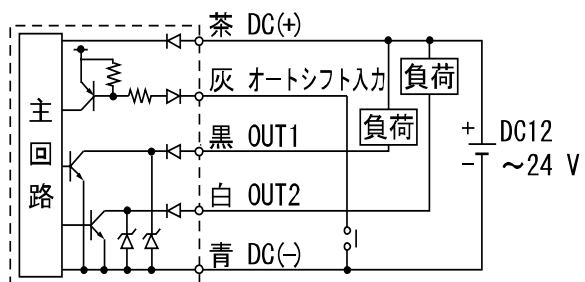 茶 DC(+)
灰 オートシフト入力
負荷
負荷
主回路
黒 OUT1
+
DC12
−
～24 V
白 OUT2
青 DC(−)